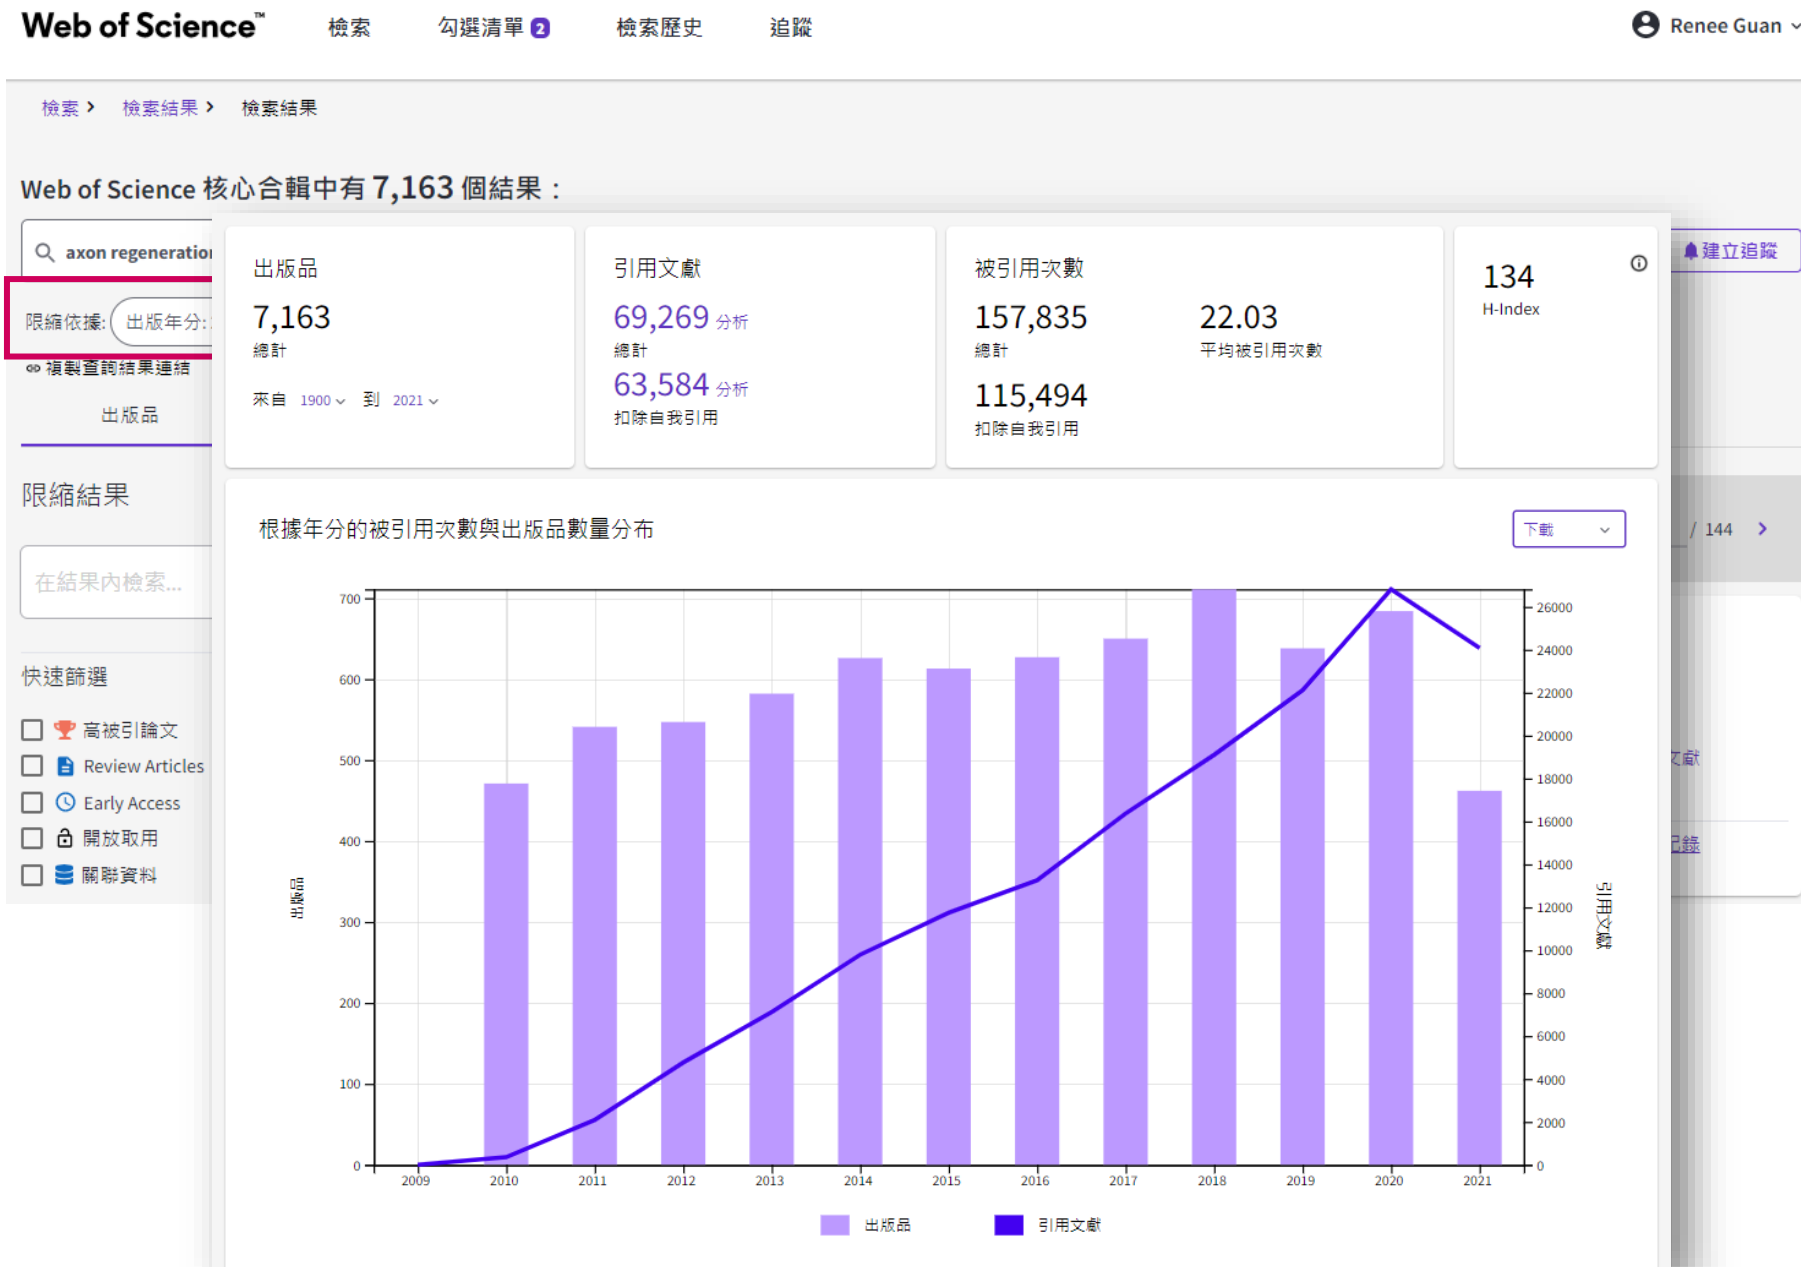 Web of Science™ 檢索 勾選清單 2 檢索歷史 追蹤 Renee Guan
檢索 › 檢索結果 › 檢索結果
Web of Science 核心合輯中有 7,163 個結果：
axon regeneration
建立追蹤
限縮依據: 出版年分:
複製查詢結果連結
出版品
限縮結果
在結果內檢索...
快速篩選
高被引論文
Review Articles
Early Access
開放取用
關聯資料
出版品
7,163
總計
來自 1900 到 2021
引用文獻
69,269 分析
總計
63,584 分析
扣除自我引用
被引用次數
157,835
總計
115,494
扣除自我引用
22.03
平均被引用次數
134
H-Index
根據年分的被引用次數與出版品數量分布
下載
/ 144
文獻
記錄
出版品
700
600
500
400
300
200
100
0
26000
24000
22000
20000
18000
16000
14000
12000
10000
8000
6000
4000
2000
0
引用文獻
2009 2010 2011 2012 2013 2014 2015 2016 2017 2018 2019 2020 2021
出版品 引用文獻